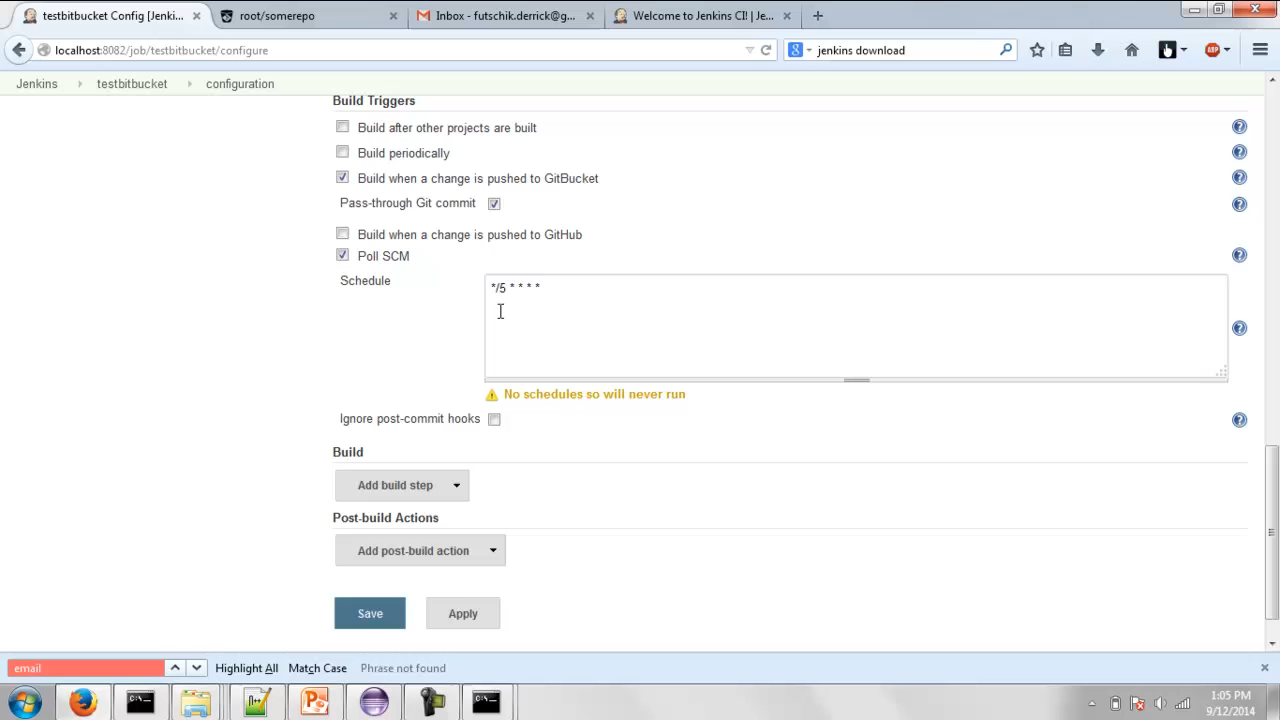 testbitbucket Config [Jenki...
root/somerepo
Inbox - futschik.derrick@g...
Welcome to Jenkins CI! | Je...
localhost:8082/job/testbitbucket/configure
jenkins download
Jenkins
testbitbucket
configuration
Build Triggers
Build after other projects are built
Build periodically
Build when a change is pushed to GitBucket
Pass-through Git commit
Build when a change is pushed to GitHub
Poll SCM
Schedule
*/5 * * * *
No schedules so will never run
Ignore post-commit hooks
Build
Add build step
Post-build Actions
Add post-build action
Save Apply
email
Highlight All Match Case Phrase not found
1:05 PM
9/12/2014